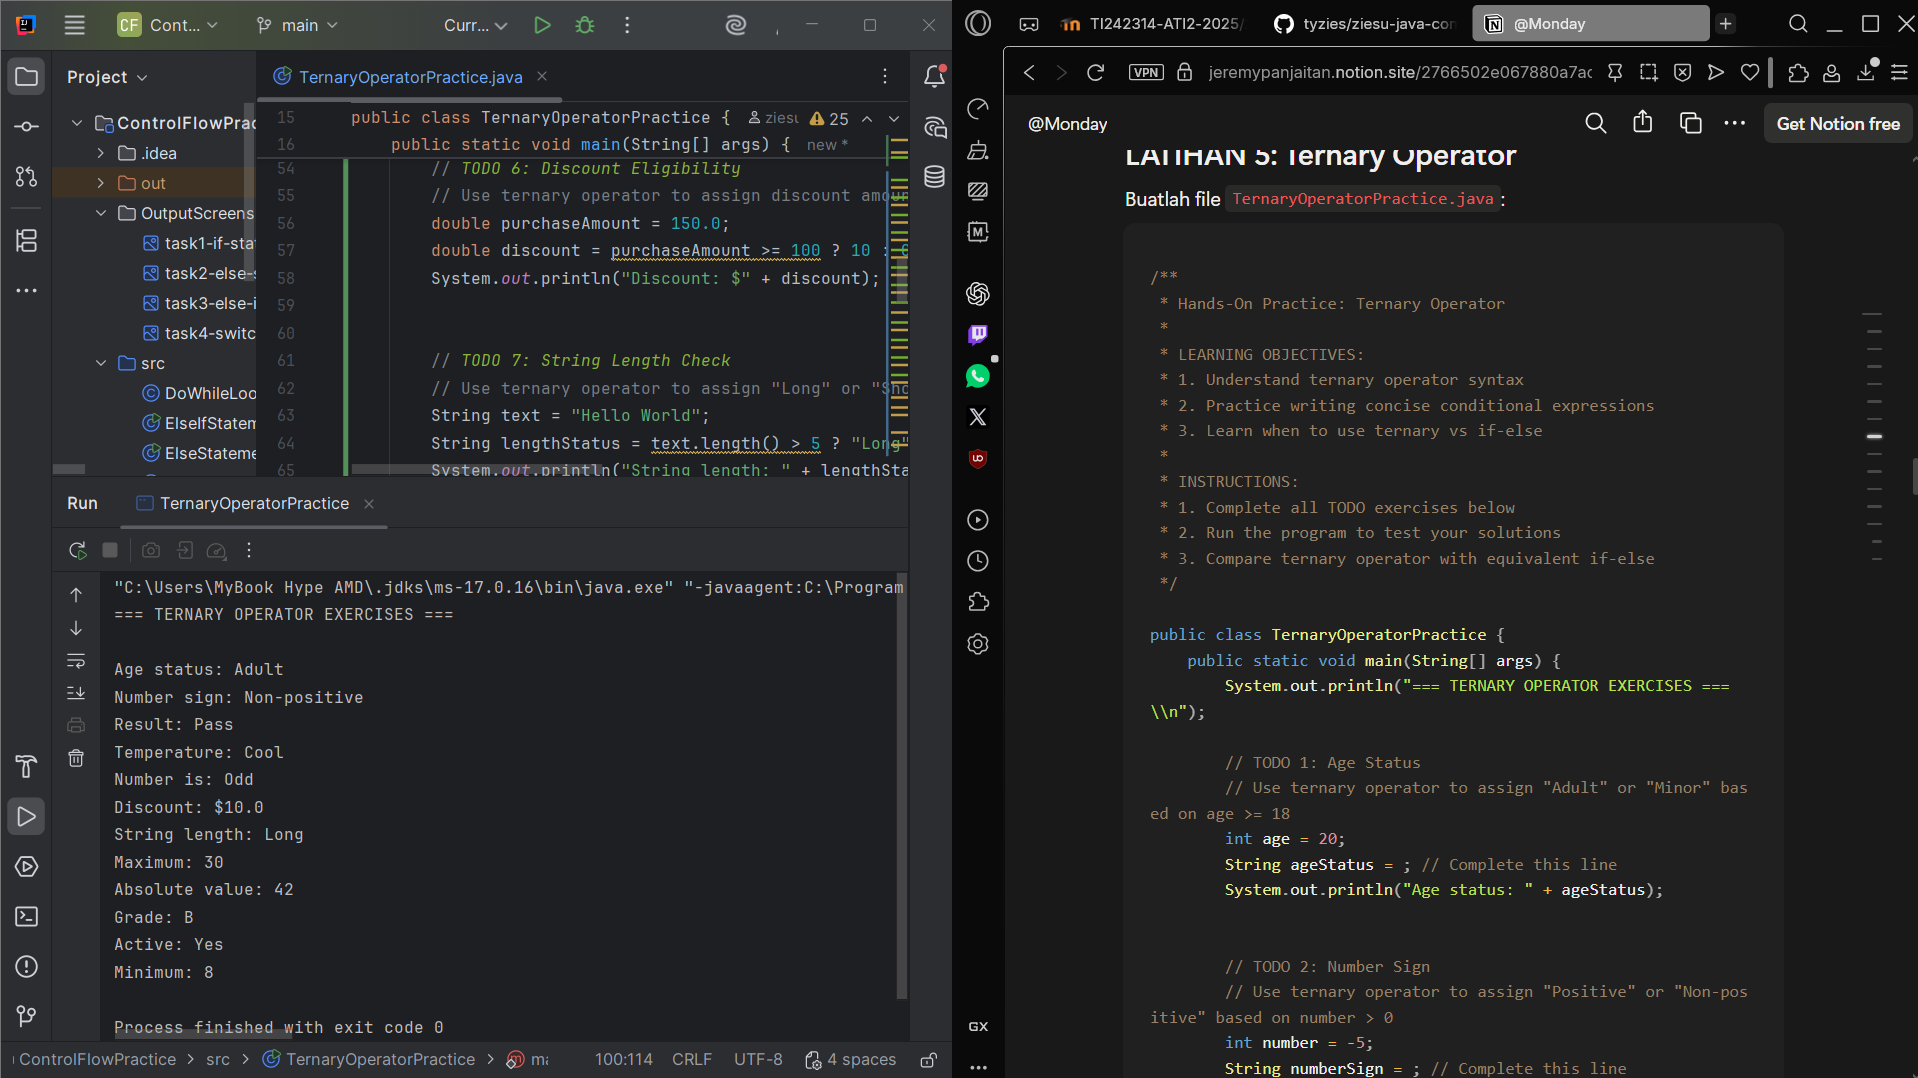 CF Cont...
main
Curr...
Project
TernaryOperatorPractice.java
ControlFlowPrac
.idea
out
OutputScreens
task1-if-sta
task2-else-s
task3-else-i
task4-switc
src
DoWhileLoo
ElseIfStatem
ElseStateme
15 public class TernaryOperatorPractice { ziesu 25
16 public static void main(String[] args) { new *
54 // TODO 6: Discount Eligibility
55 // Use ternary operator to assign discount amoun
56 double purchaseAmount = 150.0;
57 double discount = purchaseAmount >= 100 ? 10 : 0
58 System.out.println("Discount: $" + discount);
59
60
61 // TODO 7: String Length Check
62 // Use ternary operator to assign "Long" or "Sho
63 String text = "Hello World";
64 String lengthStatus = text.length() > 5 ? "Long"
65 System.out.println("String length: " + lengthSta
Run
TernaryOperatorPractice
"C:\Users\MyBook Hype AMD\.jdks\ms-17.0.16\bin\java.exe" "-javaagent:C:\Program
=== TERNARY OPERATOR EXERCISES ===
Age status: Adult
Number sign: Non-positive
Result: Pass
Temperature: Cool
Number is: Odd
Discount: $10.0
String length: Long
Maximum: 30
Absolute value: 42
Grade: B
Active: Yes
Minimum: 8
Process finished with exit code 0
ControlFlowPractice > src > TernaryOperatorPractice > ma
100:114 CRLF UTF-8 4 spaces
TI242314-ATI2-2025/
tyzies/ziesu-java-con
@Monday
VPN
jeremypanjaitan.notion.site/2766502e067880a7ac
@Monday
Get Notion free
LATIHAN 5: Ternary Operator
Buatlah file TernaryOperatorPractice.java :
/**
* Hands-On Practice: Ternary Operator
*
* LEARNING OBJECTIVES:
* 1. Understand ternary operator syntax
* 2. Practice writing concise conditional expressions
* 3. Learn when to use ternary vs if-else
*
* INSTRUCTIONS:
* 1. Complete all TODO exercises below
* 2. Run the program to test your solutions
* 3. Compare ternary operator with equivalent if-else
*/
public class TernaryOperatorPractice {
public static void main(String[] args) {
System.out.println("=== TERNARY OPERATOR EXERCISES ===
\\n");
// TODO 1: Age Status
// Use ternary operator to assign "Adult" or "Minor" bas
ed on age >= 18
int age = 20;
String ageStatus = ; // Complete this line
System.out.println("Age status: " + ageStatus);
// TODO 2: Number Sign
// Use ternary operator to assign "Positive" or "Non-pos
itive" based on number > 0
int number = -5;
String numberSign = ; // Complete this line
GX